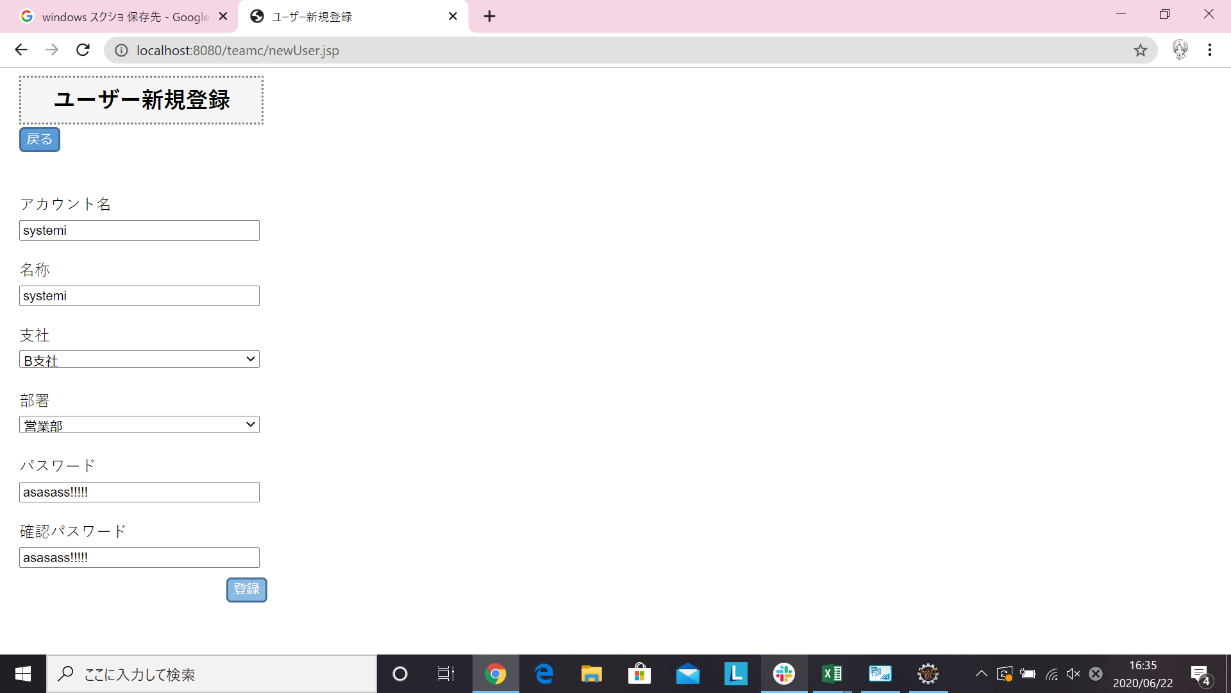 windows スクショ 保存先 - Google
ユーザー新規登録
localhost:8080/teamc/newUser.jsp
ユーザー新規登録
戻る
アカウント名
systemi
名称
systemi
支社
B支社
部署
営業部
パスワード
asasass!!!!!
確認パスワード
asasass!!!!!
登録
ここに入力して検索
16:35
2020/06/22
4